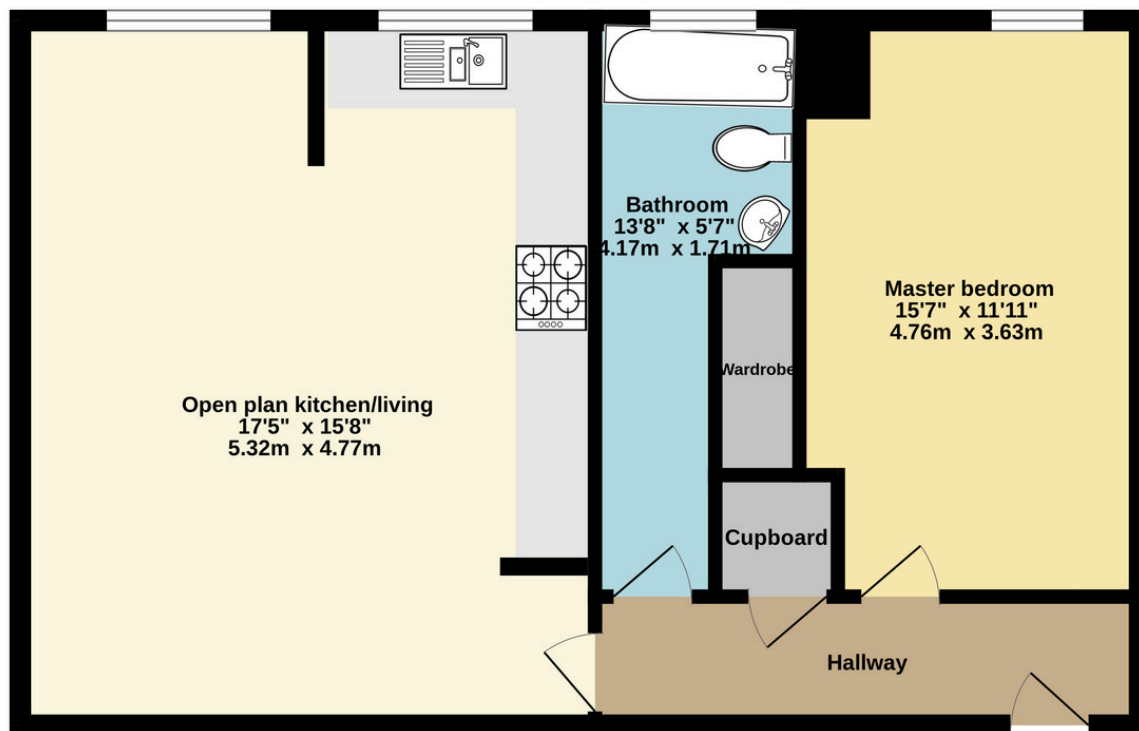 Bathroom
13'8" x 5'7"
4.17m x 1.71m
Master bedroom
15'7" x 11'11"
4.76m x 3.63m
Wardrobe
Open plan kitchen/living
17'5" x 15'8"
5.32m x 4.77m
Cupboard
Hallway